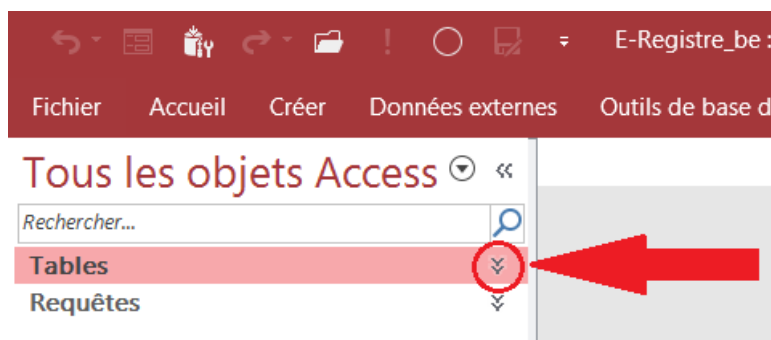 E-Registre_be :
Fichier Accueil Créer Données externes Outils de base d
Tous les objets Access
Rechercher...
Tables
Requêtes